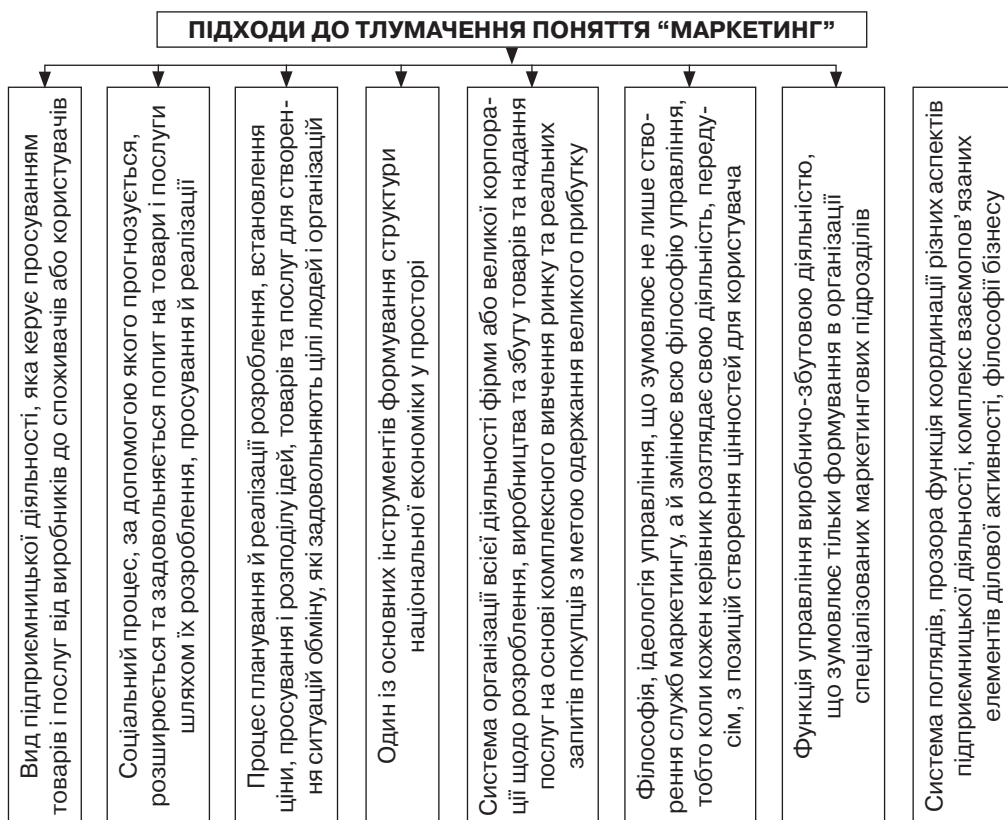 ПІДХОДИ ДО ТЛУМАЧЕННЯ ПОНЯТТЯ “МАРКЕТИНГ”
Вид підприємницької діяльності, яка керує просуванням
товарів і послуг від виробників до споживачів або користувачів
Соціальний процес, за допомогою якого прогнозується,
розширюється та задовольняється попит на товари і послуги
шляхом їх розроблення, просування й реалізації
Процес планування й реалізації розроблення, встановлення
ціни, просування і розподілу ідей, товарів та послуг для створен-
ня ситуацій обміну, які задовольняють цілі людей і організацій
Один із основних інструментів формування структури
національної економіки у просторі
Система організації всієї діяльності фірми або великої корпора-
ції щодо розроблення, виробництва та збуту товарів та надання
послуг на основі комплексного вивчення ринку та реальних
запитів покупців з метою одержання великого прибутку
Філософія, ідеологія управління, що зумовлює не лише ство-
рення служб маркетингу, а й змінює всю філософію управління,
тобто коли кожен керівник розглядає свою діяльність, переду-
сім, з позицій створення цінностей для користувача
Функція управління виробничо-збутовою діяльністю,
що зумовлює тільки формування в організації
спеціалізованих маркетингових підрозділів
Система поглядів, прозора функція координації різних аспектів
підприємницької діяльності, комплекс взаємопов’язаних
елементів ділової активності, філософії бізнесу